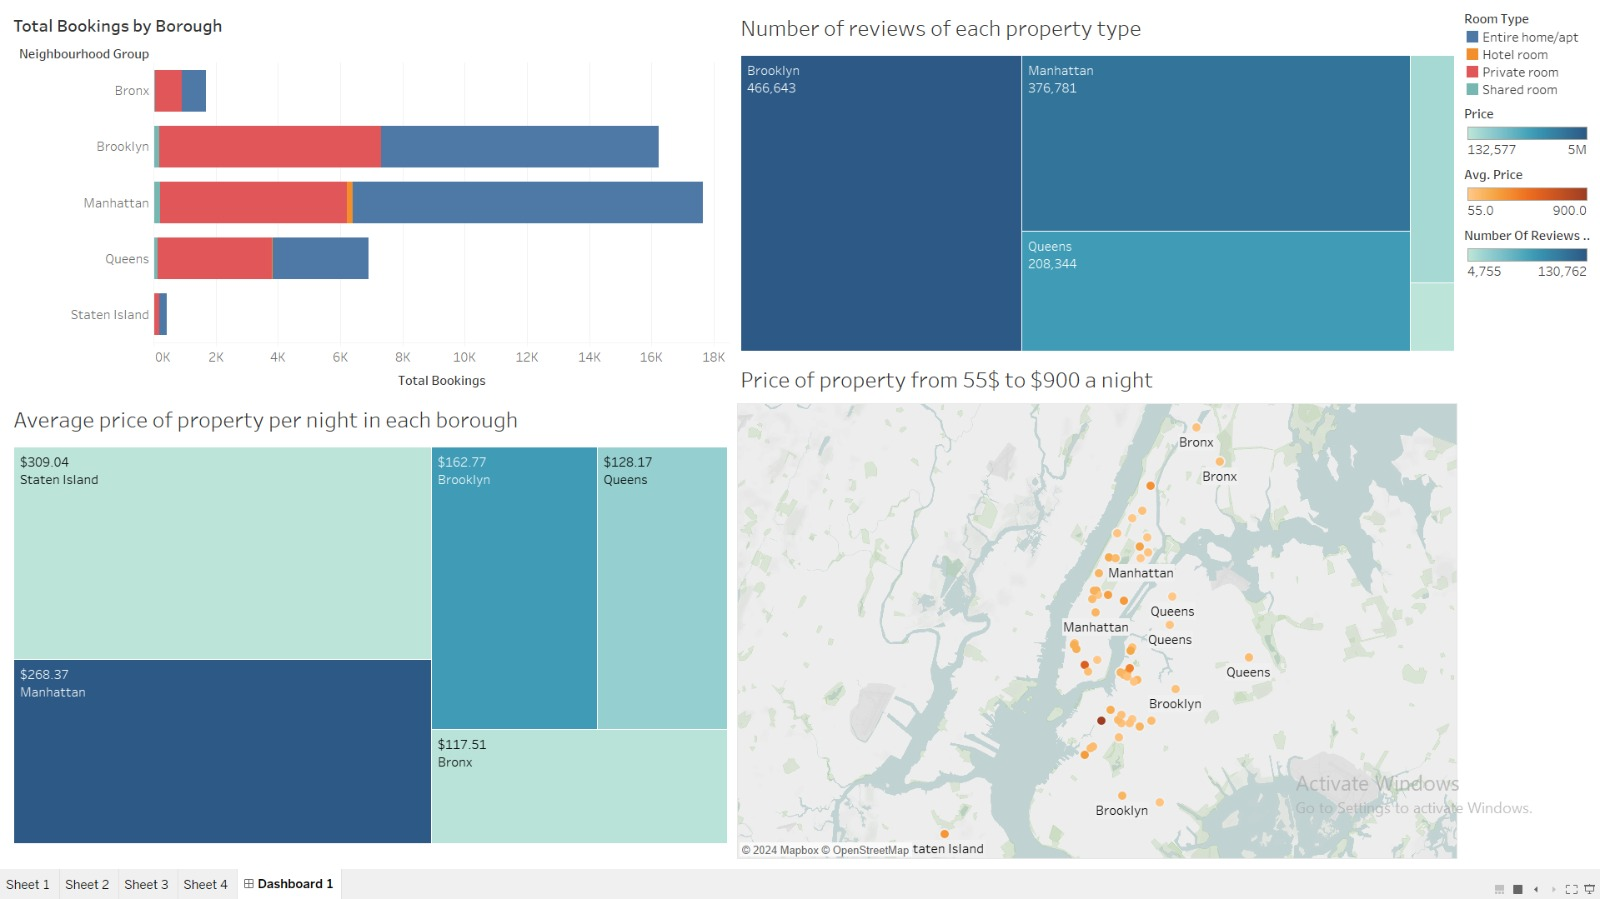 Total Bookings by Borough
Neighbourhood Group
Bronx
Brooklyn
Manhattan
Queens
Staten Island
0K 2K 4K 6K 8K 10K 12K 14K 16K 18K
Total Bookings
Number of reviews of each property type
Brooklyn
466,643
Manhattan
376,781
Queens
208,344
Room Type
Entire home/apt
Hotel room
Private room
Shared room
Price
132,577 5M
Avg. Price
55.0 900.0
Number Of Reviews ..
4,755 130,762
Average price of property per night in each borough
$309.04
Staten Island
$268.37
Manhattan
$162.77
Brooklyn
$128.17
Queens
$117.51
Bronx
Price of property from 55$ to $900 a night
Bronx
Bronx
Manhattan
Queens
Manhattan
Queens
Queens
Brooklyn
Brooklyn
© 2024 Mapbox © OpenStreetMap
taten Island
Activate Windows
Go to Settings to activate Windows.
Sheet 1 Sheet 2 Sheet 3 Sheet 4 Dashboard 1